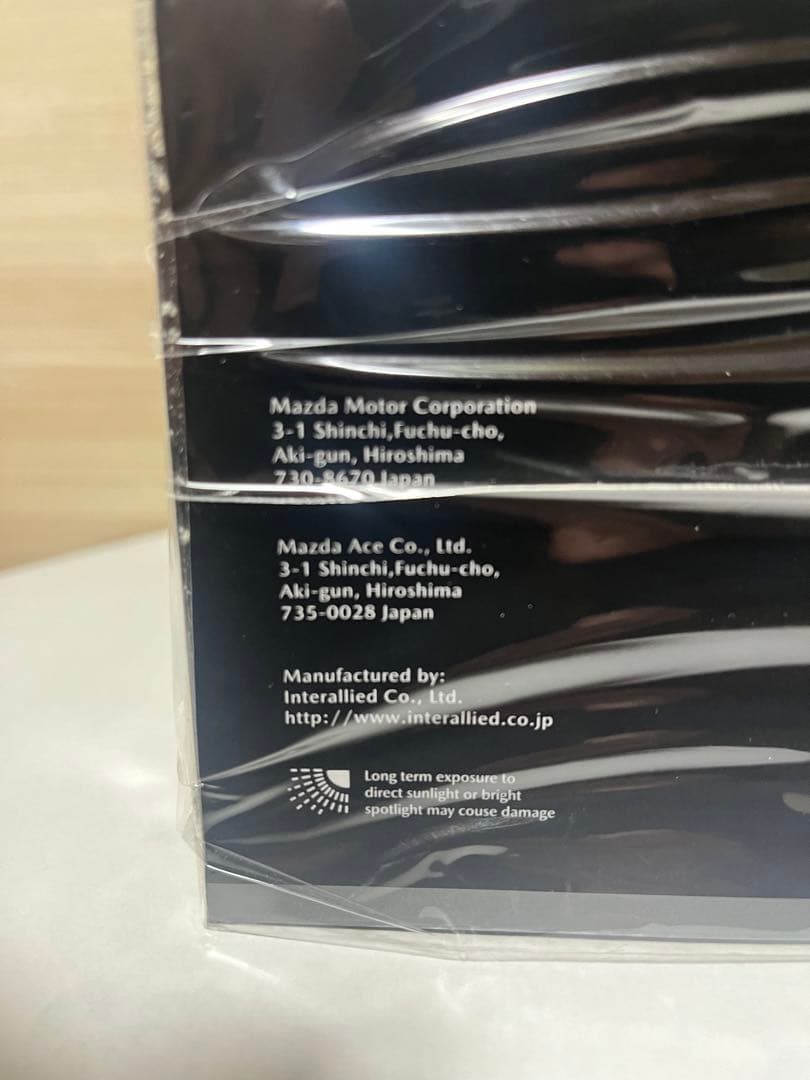 Mazda Motor Corporation
3-1 Shinchi,Fuchu-cho,
Aki-gun, Hiroshima
730-8670 Japan
Mazda Ace Co., Ltd.
3-1 Shinchi,Fuchu-cho,
Aki-gun, Hiroshima
735-0028 Japan
Manufactured by:
Interallied Co., Ltd.
http://www.interallied.co.jp
Long term exposure to
direct sunlight or bright
spotlight may couse damage